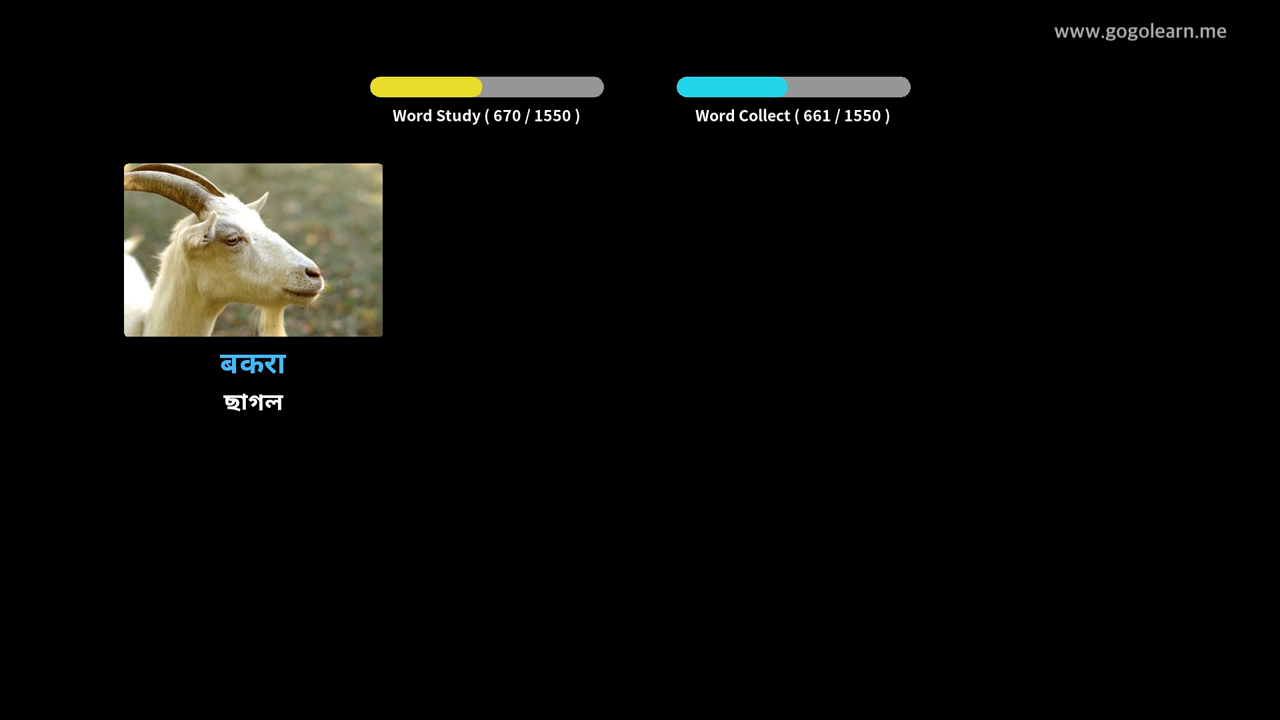 www.gogolearn.me
Word Study ( 670 / 1550 )
Word Collect ( 661 / 1550 )
बकरा
ছাগল